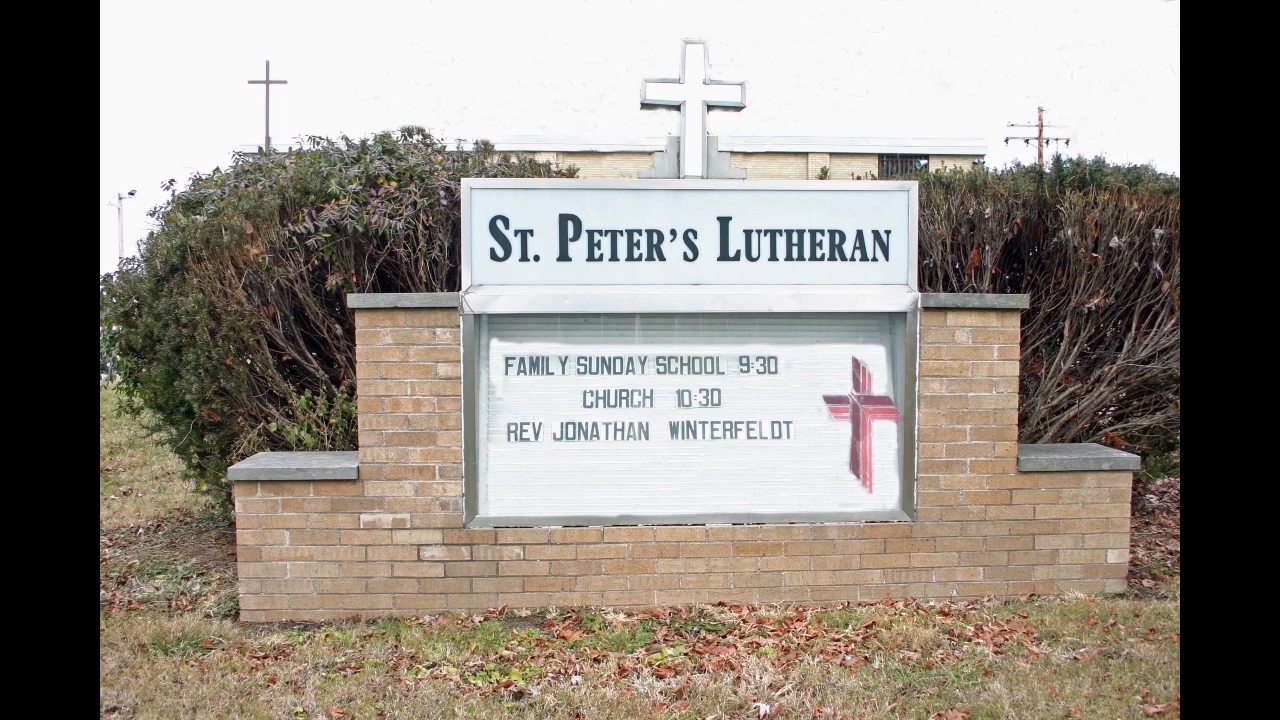 St. Peter's Lutheran
FAMILY SUNDAY SCHOOL 9:30
CHURCH 10:30
REV JONATHAN WINTERFELDT